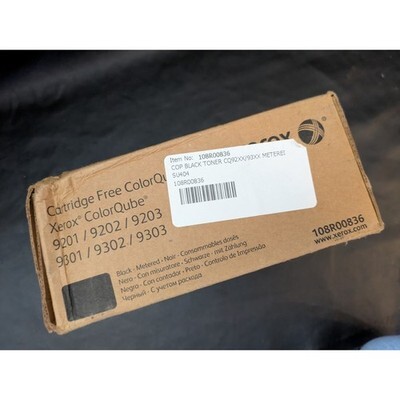 Item No: 108R00836
COP BLACK TONER CQ92XX/93XX METERED
SU404
108R00836
Cartridge Free ColorQu
Xerox® ColorQube®
9201 / 9202 / 9203
9301 / 9302 / 9303
xerox
108R00836
www.xerox.com
Black - Metered • Noir - Consommables dosés
Nero - Con misuratore • Schwarz - mit Zählung
Negro - Con contador • Preto - Controlo de Impressão
Черный - С учетом расхода